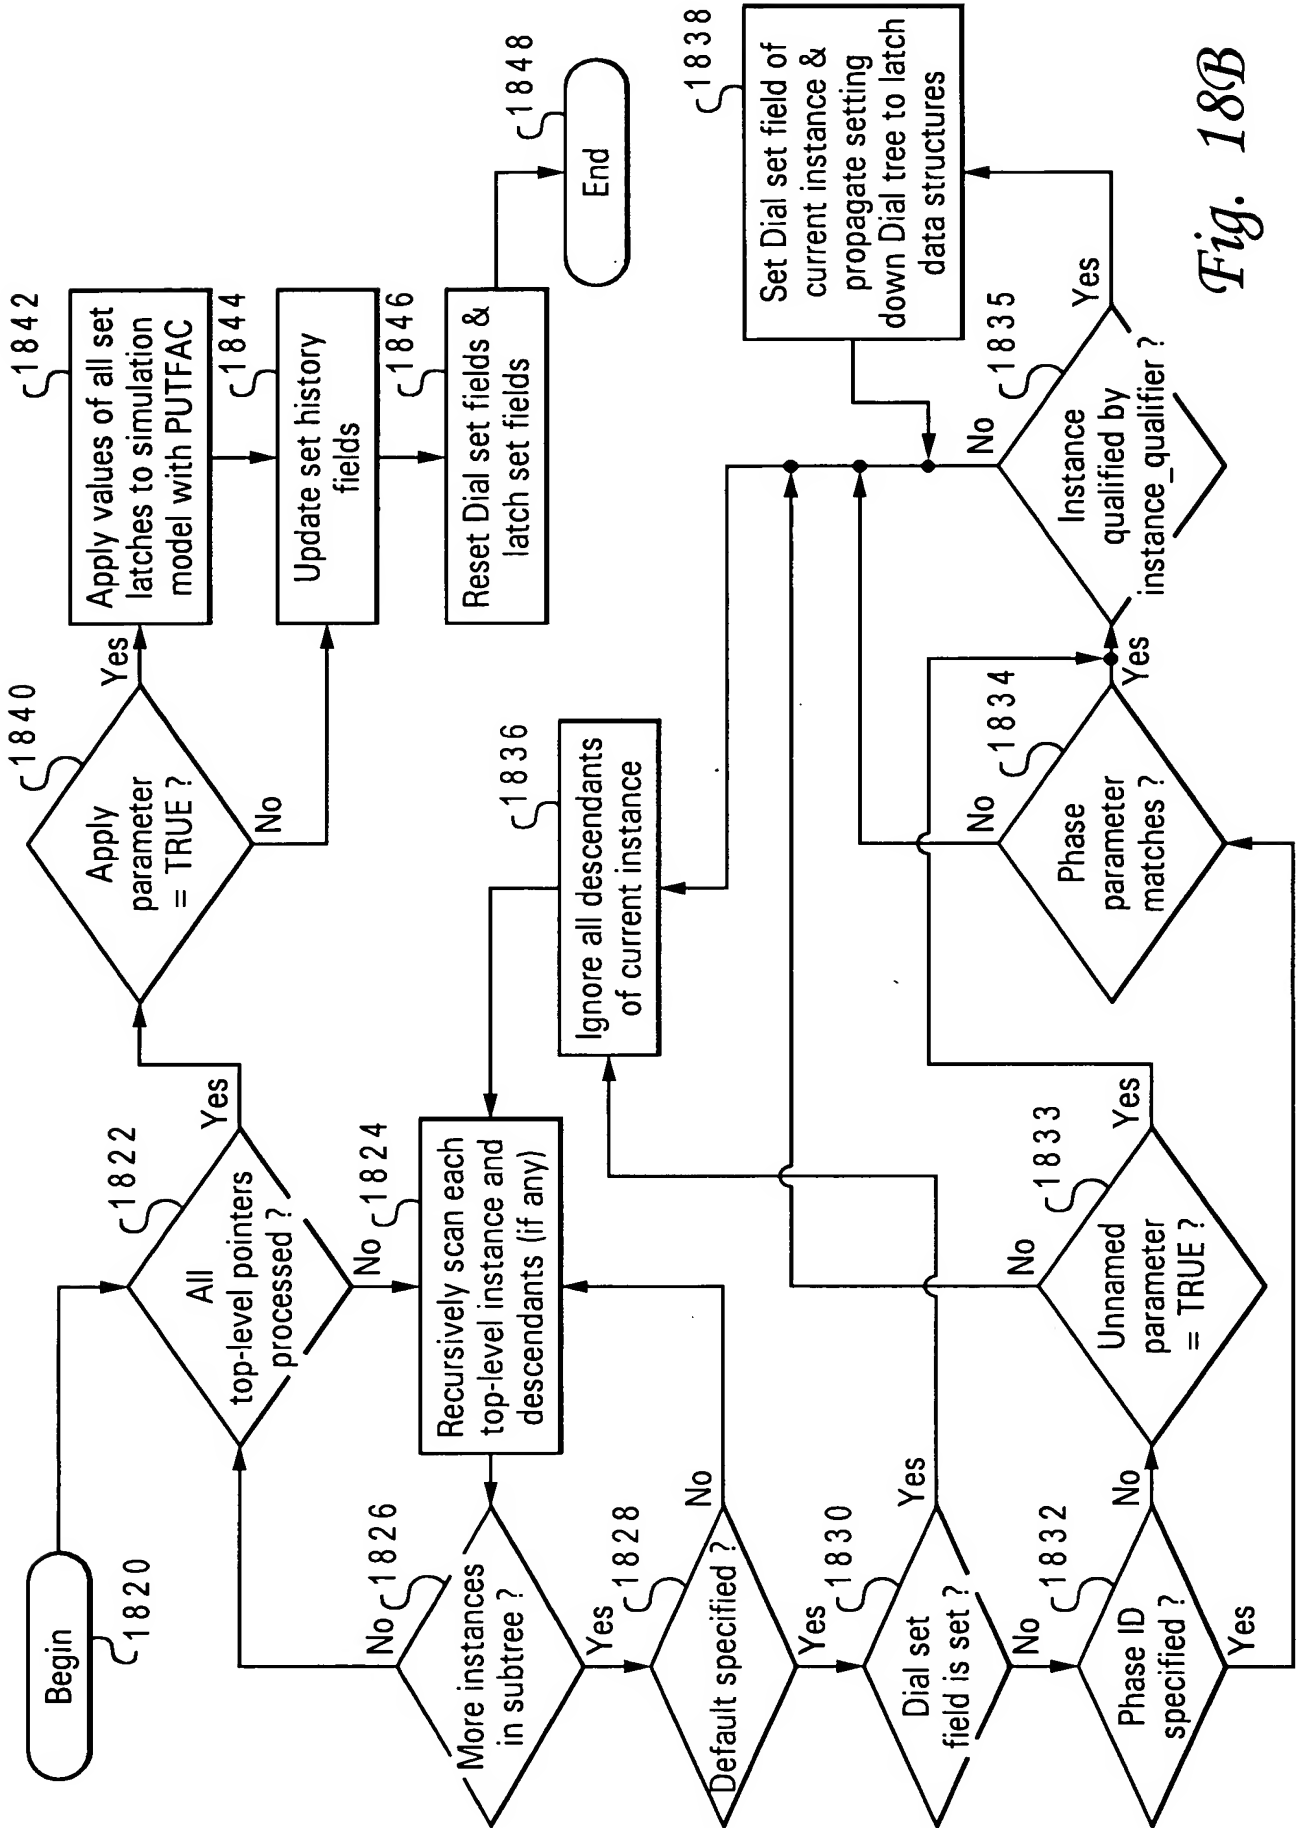 Begin
1820
All
top-level pointers
processed ?
1822
Yes
No
Apply
parameter
= TRUE ?
1840
Yes
No
Apply values of all set
latches to simulation
model with PUTFAC
1842
Update set history
fields
1844
Reset Dial set fields &
latch set fields
1846
End
1848
Recursively scan each
top-level instance and
descendants (if any)
1824
More instances
in subtree ?
1826
No
Yes
Default specified ?
1828
No
Yes
Dial set
field is set ?
1830
Yes
No
Phase ID
specified ?
1832
No
Yes
Unnamed
parameter
= TRUE ?
1833
No
Yes
Phase
parameter
matches ?
1834
No
Yes
Instance
qualified by
instance_qualifier ?
1835
No
Yes
Ignore all descendants
of current instance
1836
Set Dial set field of
current instance &
propagate setting
down Dial tree to latch
data structures
1838
Fig. 18B